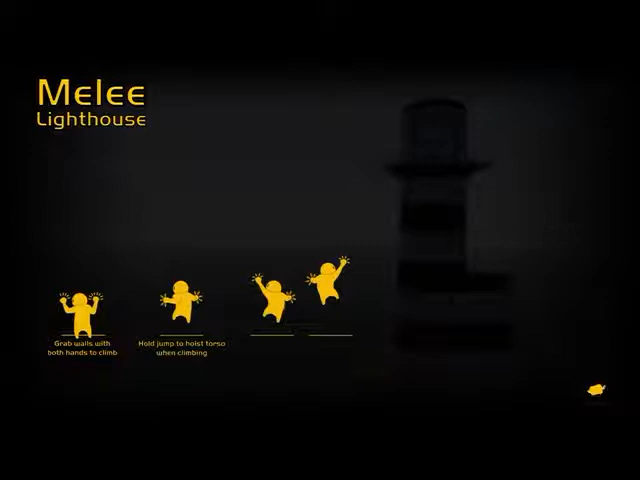 Melee
Lighthouse
Grab walls with
both hands to climb
Hold jump to hoist torso
when climbing